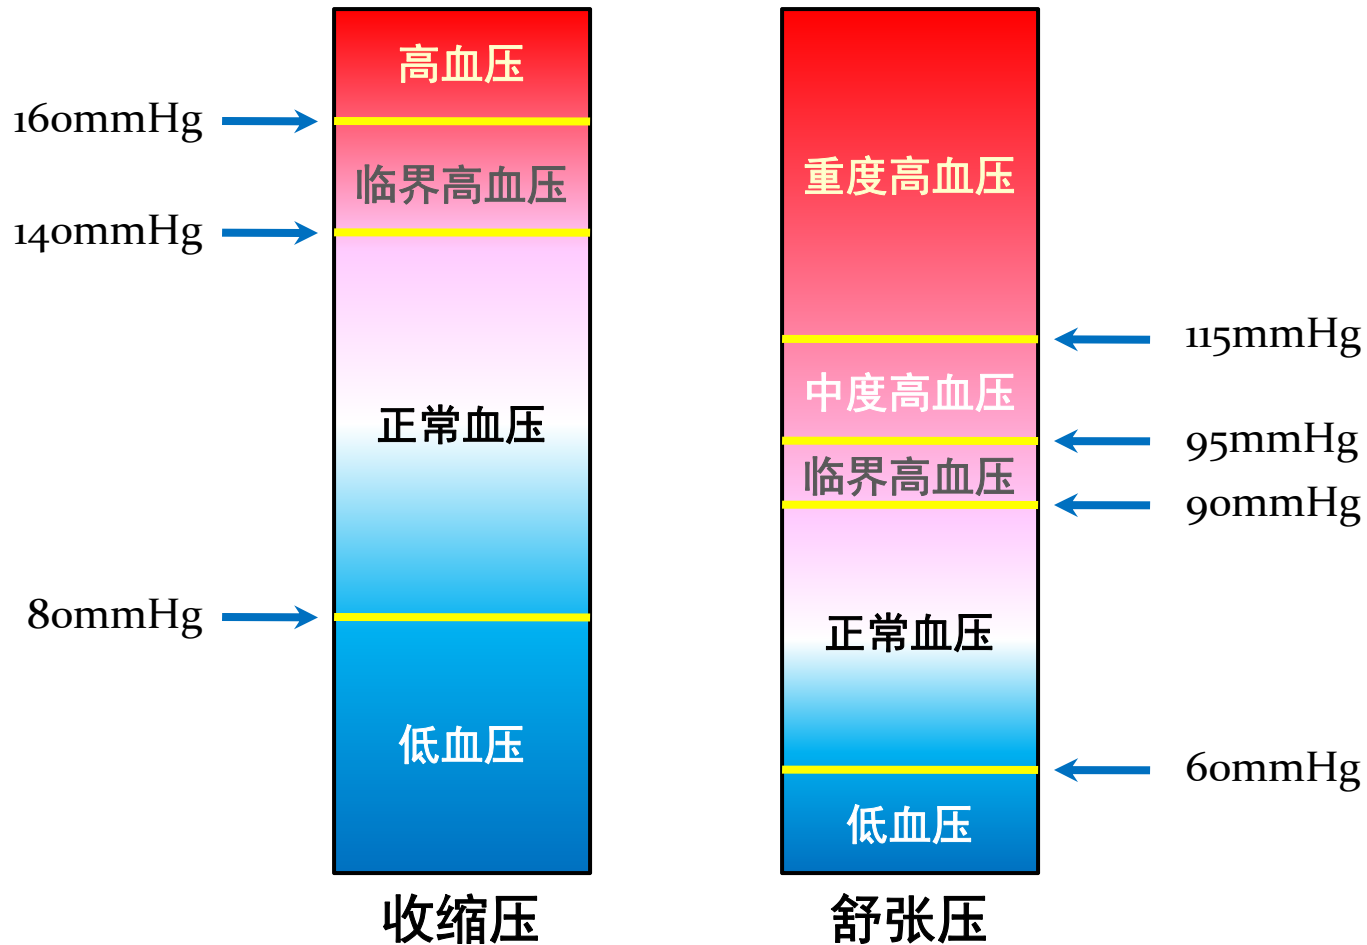 高血压
160mmHg
临界高血压
140mmHg
正常血压
80mmHg
低血压
收缩压
重度高血压
115mmHg
中度高血压
95mmHg
临界高血压
90mmHg
正常血压
60mmHg
低血压
舒张压